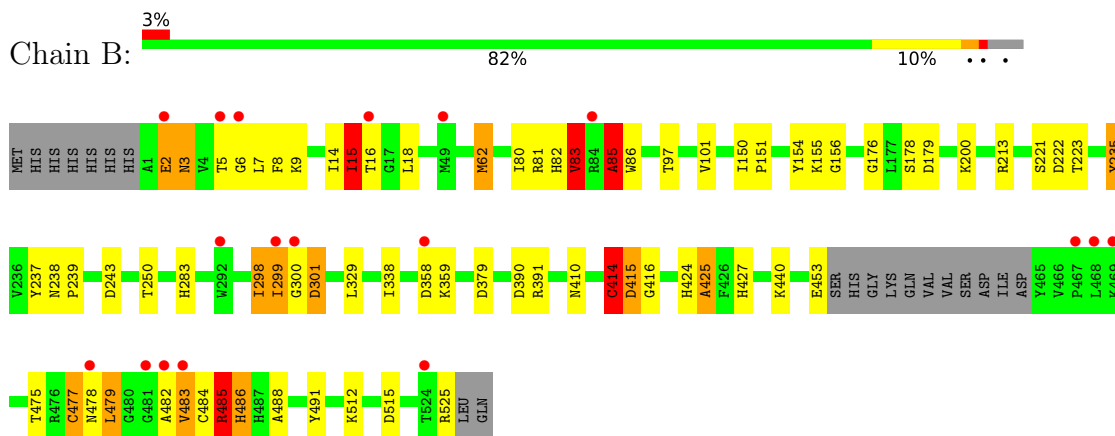 3%
Chain B:
82% 10% • • •
MET HIS HIS HIS HIS HIS HIS A1 E2 N3 V4 T5 G6 L7 F8 K9 I14 I15 T16 G17 L18 M49 M62 I80 R81 H82 V83 R84 A85 W86 T97 V101 I150 P151 Y154 K155 G156 G176 L177 S178 D179 K200 R213 S221 D222 T223 Y235
V236 Y237 N238 P239 D243 T250 H283 W292 I298 I299 G300 D301 L329 I338 D358 K359 D379 D390 R391 N410 C414 D415 G416 H424 A425 F426 H427 K440 E453 SER HIS GLY LYS GLN VAL VAL SER ASP ILE ASP Y465 V466 P467 L468 K469
T475 R476 C477 N478 L479 G480 G481 A482 V483 C484 R485 H486 H487 A488 Y491 K512 D515 T524 R525 LEU GLN